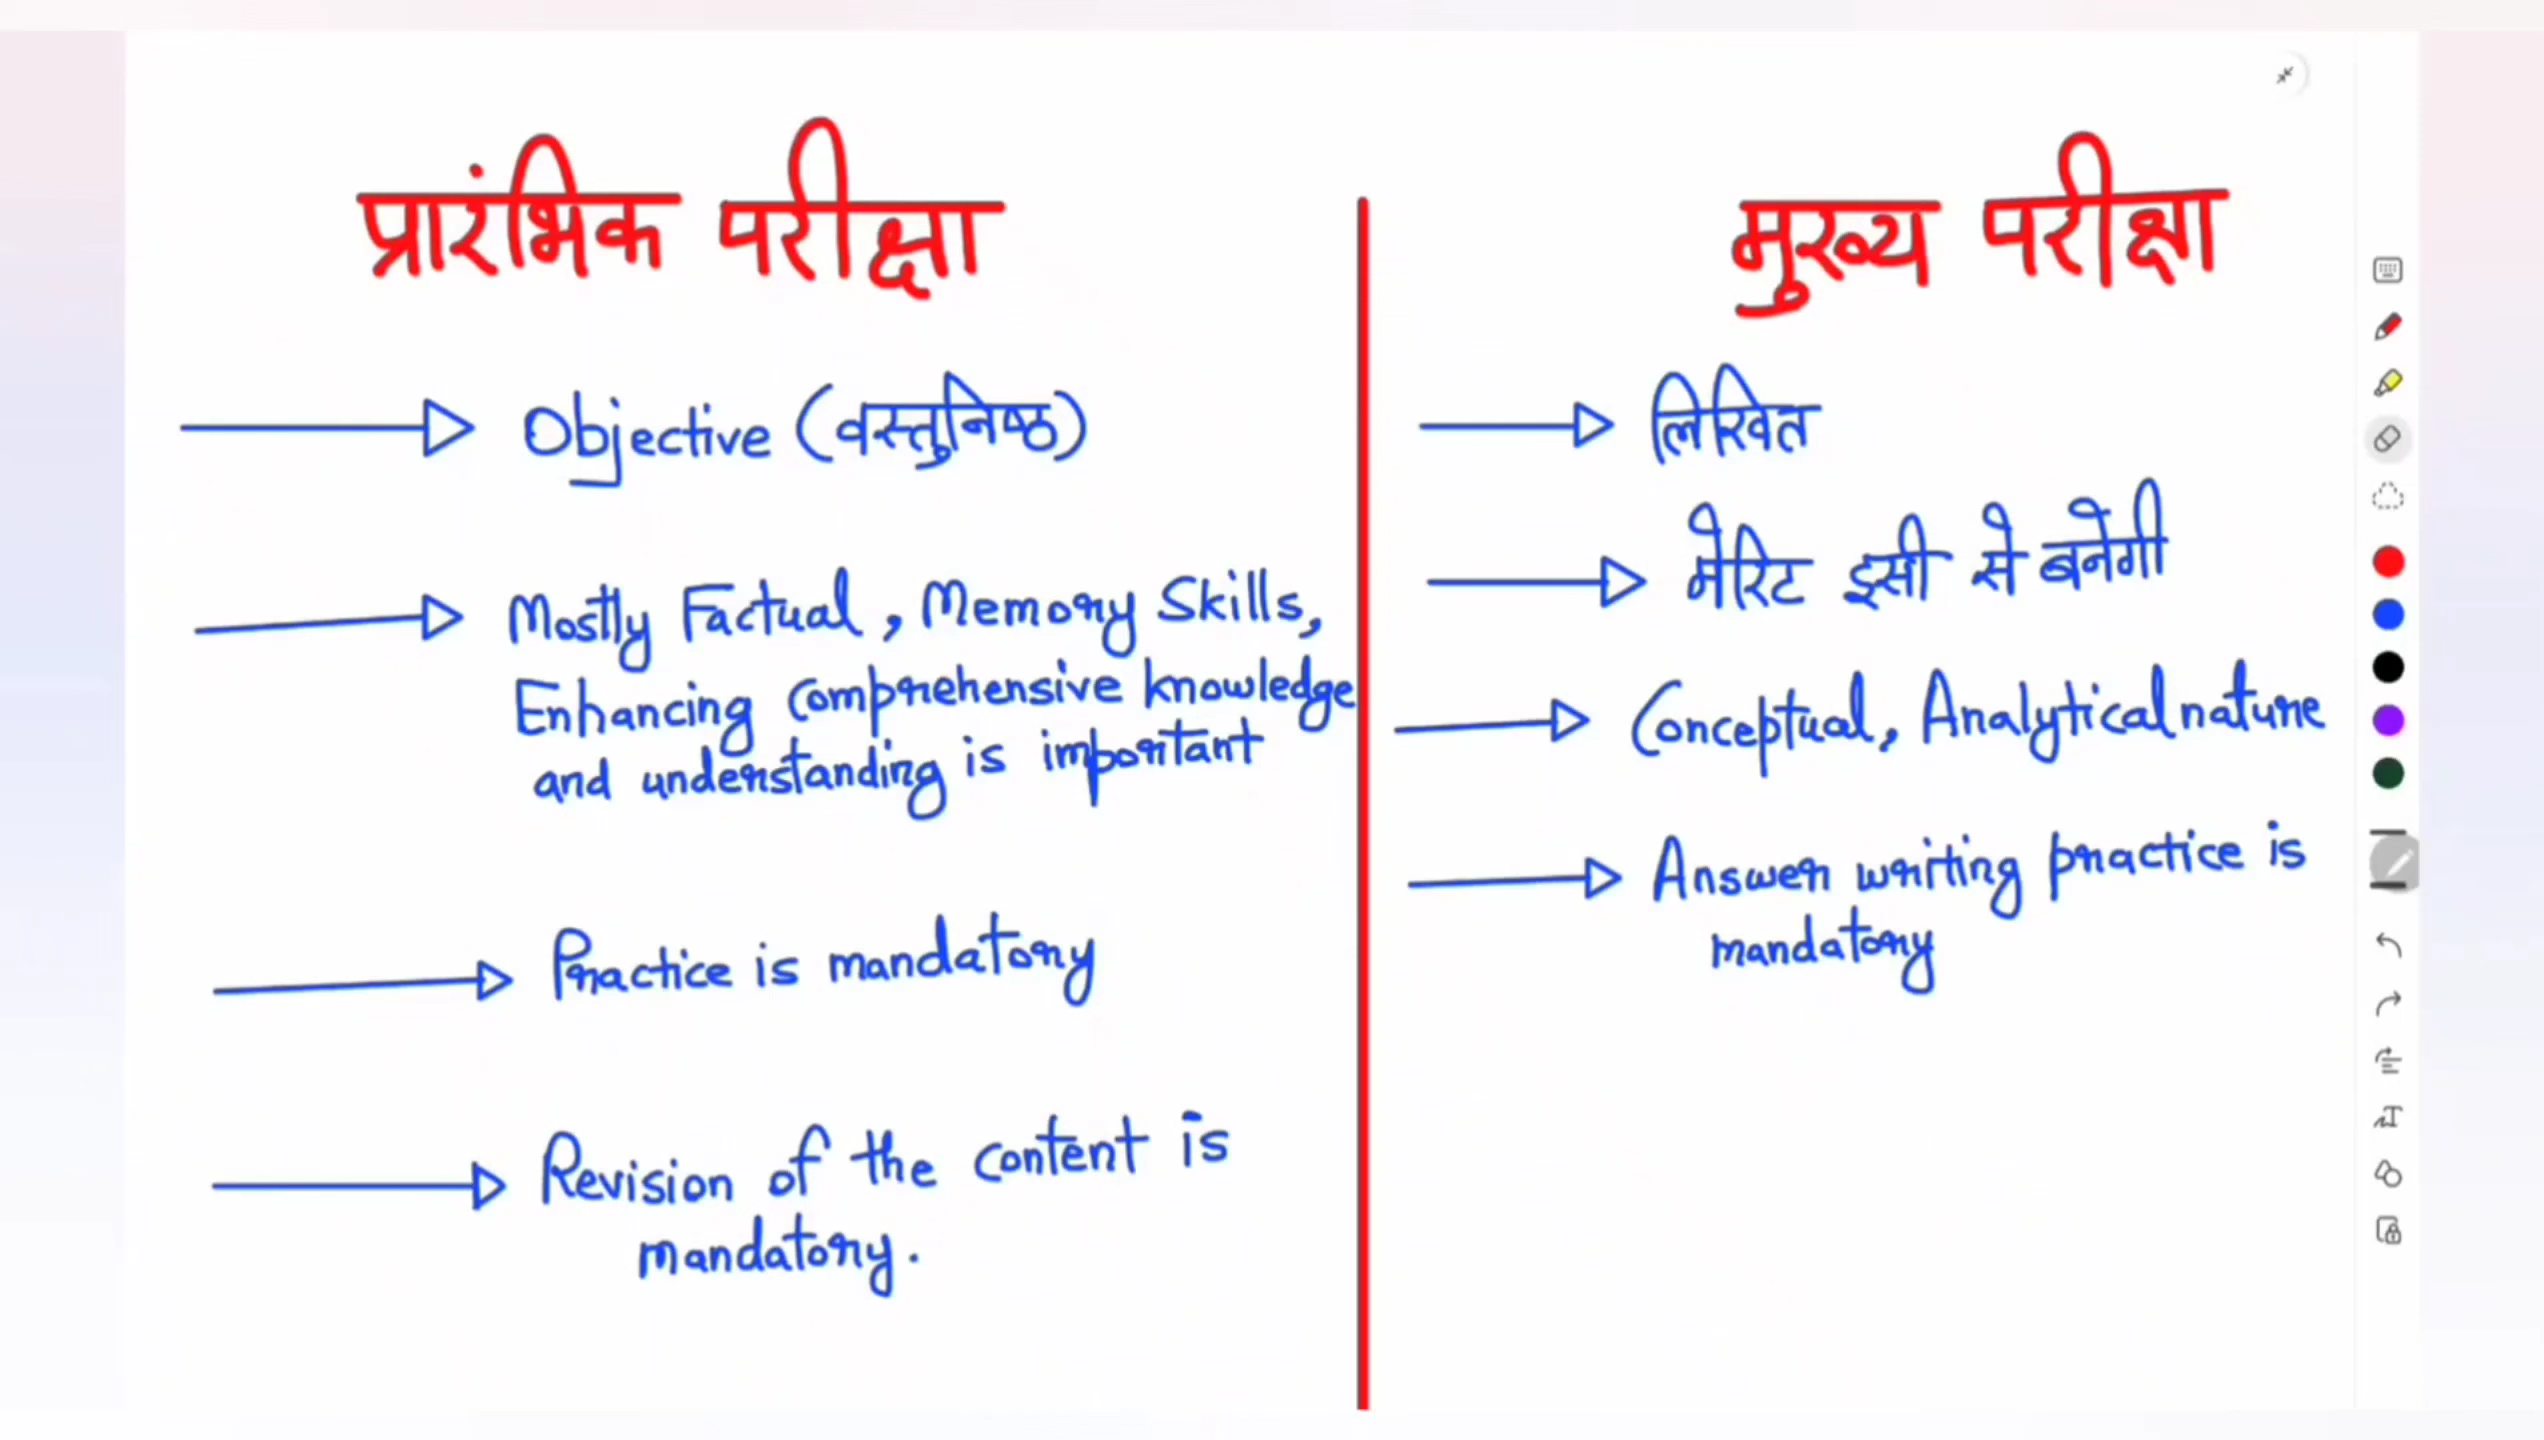 प्रारंभिक परीक्षा
Objective (वस्तुनिष्ठ)
Mostly Factual, Memory Skills,
Enhancing Comprehensive knowledge
and understanding is important
Practice is mandatory
Revision of the content is
mandatory.
मुख्य परीक्षा
लिखित
मैरिट इसी से बनेगी
Conceptual, Analytical nature
Answer writing practice is
mandatory